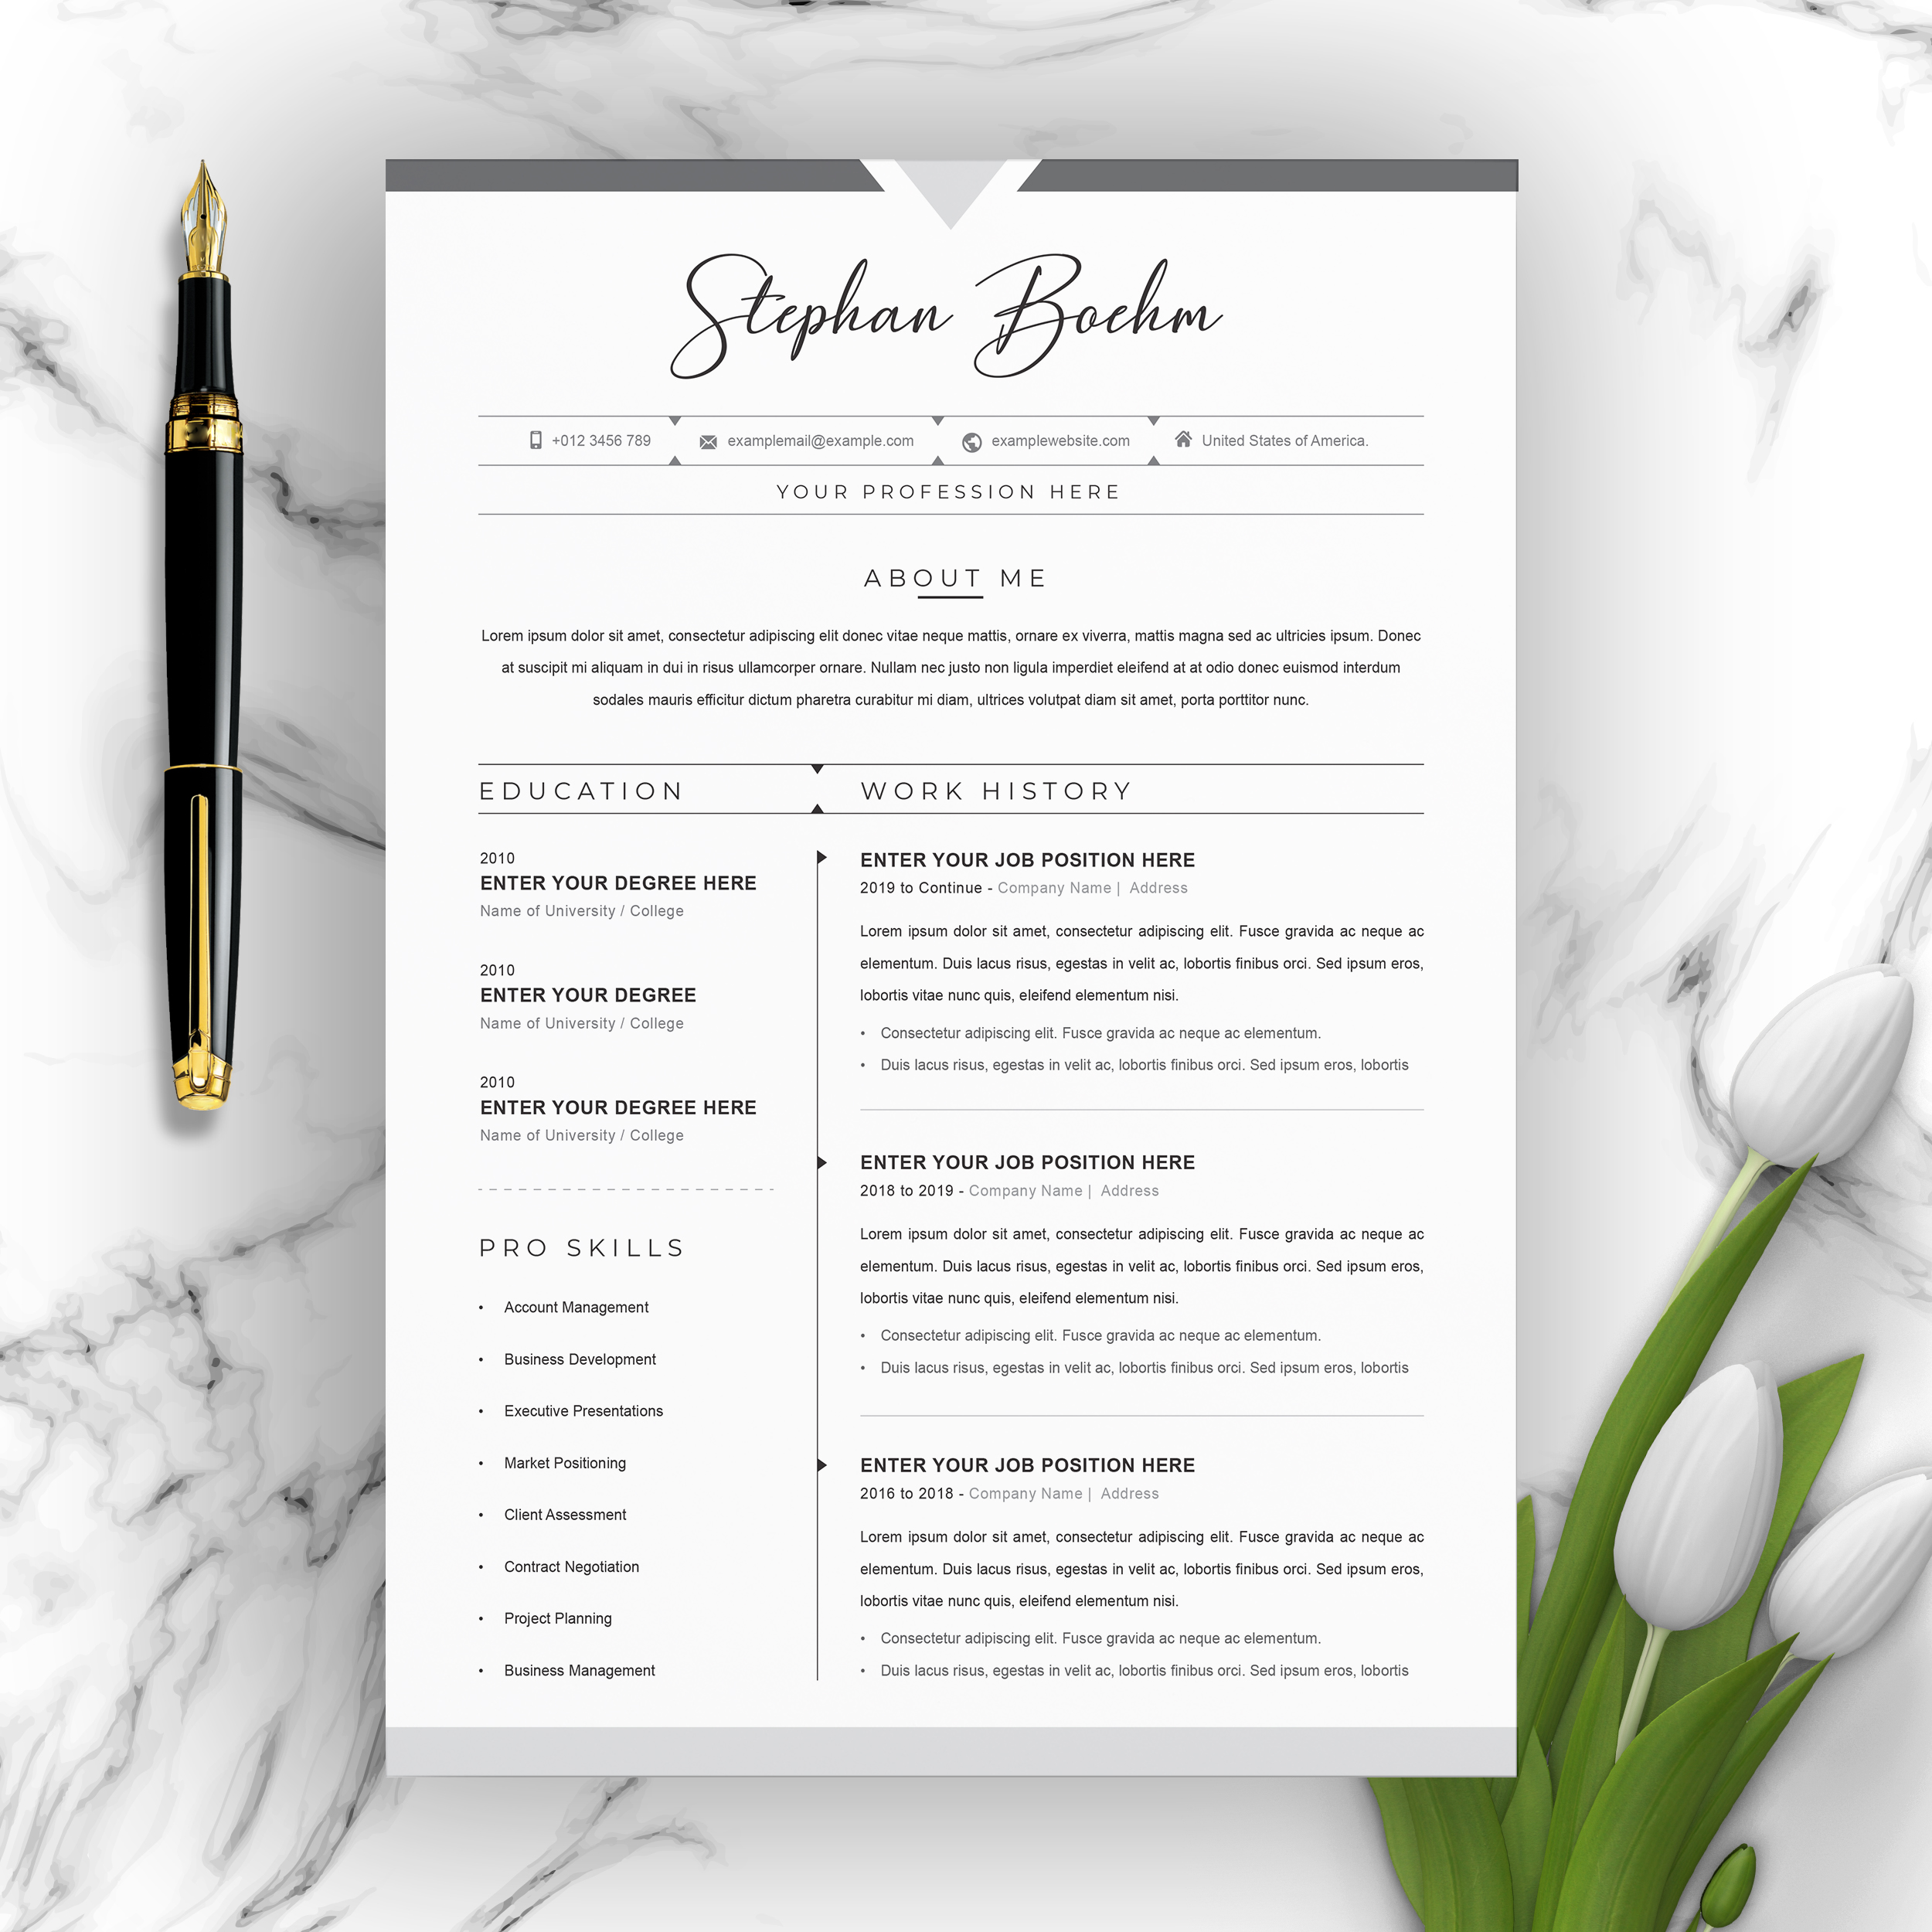 Stephan Boehm
+012 3456 789 examplemail@example.com examplewebsite.com United States of America.
YOUR PROFESSION HERE
ABOUT ME
Lorem ipsum dolor sit amet, consectetur adipiscing elit donec vitae neque mattis, ornare ex viverra, mattis magna sed ac ultricies ipsum. Donec
at suscipit mi aliquam in dui in risus ullamcorper ornare. Nullam nec justo non ligula imperdiet eleifend at at odio donec euismod interdum
sodales mauris efficitur dictum pharetra curabitur mi diam, ultrices volutpat diam sit amet, porta porttitor nunc.
EDUCATION
2010
ENTER YOUR DEGREE HERE
Name of University / College
2010
ENTER YOUR DEGREE
Name of University / College
2010
ENTER YOUR DEGREE HERE
Name of University / College
PRO SKILLS
• Account Management
• Business Development
• Executive Presentations
• Market Positioning
• Client Assessment
• Contract Negotiation
• Project Planning
• Business Management
WORK HISTORY
ENTER YOUR JOB POSITION HERE
2019 to Continue - Company Name | Address
Lorem ipsum dolor sit amet, consectetur adipiscing elit. Fusce gravida ac neque ac
elementum. Duis lacus risus, egestas in velit ac, lobortis finibus orci. Sed ipsum eros,
lobortis vitae nunc quis, eleifend elementum nisi.
• Consectetur adipiscing elit. Fusce gravida ac neque ac elementum.
• Duis lacus risus, egestas in velit ac, lobortis finibus orci. Sed ipsum eros, lobortis
ENTER YOUR JOB POSITION HERE
2018 to 2019 - Company Name | Address
Lorem ipsum dolor sit amet, consectetur adipiscing elit. Fusce gravida ac neque ac
elementum. Duis lacus risus, egestas in velit ac, lobortis finibus orci. Sed ipsum eros,
lobortis vitae nunc quis, eleifend elementum nisi.
• Consectetur adipiscing elit. Fusce gravida ac neque ac elementum.
• Duis lacus risus, egestas in velit ac, lobortis finibus orci. Sed ipsum eros, lobortis
ENTER YOUR JOB POSITION HERE
2016 to 2018 - Company Name | Address
Lorem ipsum dolor sit amet, consectetur adipiscing elit. Fusce gravida ac neque ac
elementum. Duis lacus risus, egestas in velit ac, lobortis finibus orci. Sed ipsum eros,
lobortis vitae nunc quis, eleifend elementum nisi.
• Consectetur adipiscing elit. Fusce gravida ac neque ac elementum.
• Duis lacus risus, egestas in velit ac, lobortis finibus orci. Sed ipsum eros, lobortis